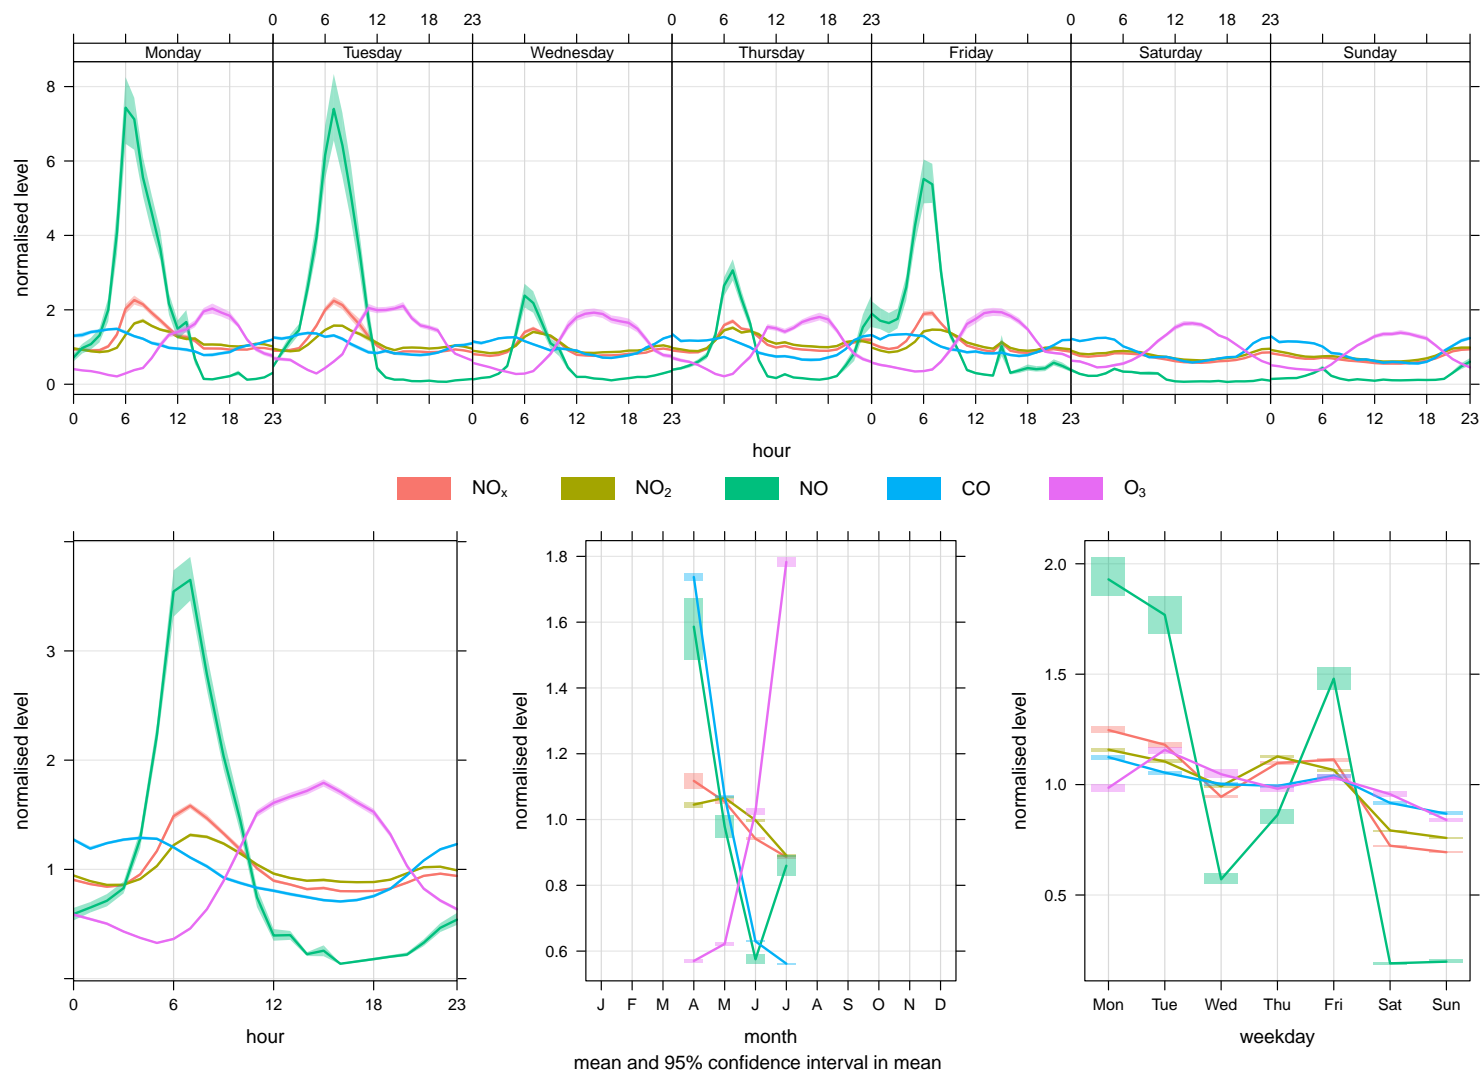 0 6 12 18 23 0 6 12 18 23 0 6 12 18 23
Monday Tuesday Wednesday Thursday Friday Saturday Sunday
normalised level
8
6
4
2
0
0 6 12 18 23 0 6 12 18 23 0 6 12 18 23 0 6 12 18 23
hour
NOx NO2 NO CO O3
normalised level
3
2
1
0 6 12 18 23
hour
normalised level
1.8
1.6
1.4
1.2
1.0
0.8
0.6
J F M A M J J A S O N D
month
normalised level
2.0
1.5
1.0
0.5
Mon Tue Wed Thu Fri Sat Sun
weekday
mean and 95% confidence interval in mean